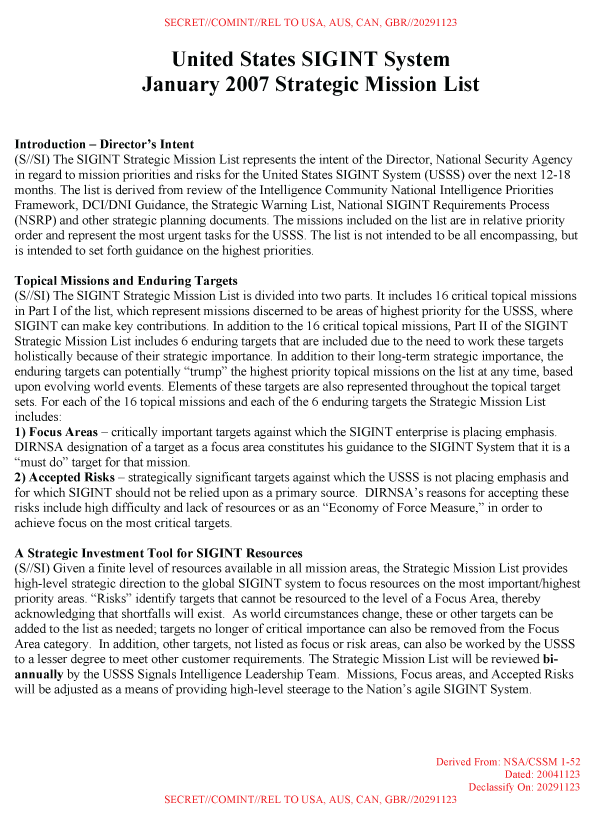 SECRET//COMINT//REL TO USA, AUS, CAN, GBR//20291123
United States SIGINT System
January 2007 Strategic Mission List
Introduction – Director's Intent
(S//SI) The SIGINT Strategic Mission List represents the intent of the Director, National Security Agency
in regard to mission priorities and risks for the United States SIGINT System (USSS) over the next 12-18
months. The list is derived from review of the Intelligence Community National Intelligence Priorities
Framework, DCI/DNI Guidance, the Strategic Warning List, National SIGINT Requirements Process
(NSRP) and other strategic planning documents. The missions included on the list are in relative priority
order and represent the most urgent tasks for the USSS. The list is not intended to be all encompassing, but
is intended to set forth guidance on the highest priorities.
Topical Missions and Enduring Targets
(S//SI) The SIGINT Strategic Mission List is divided into two parts. It includes 16 critical topical missions
in Part I of the list, which represent missions discerned to be areas of highest priority for the USSS, where
SIGINT can make key contributions. In addition to the 16 critical topical missions, Part II of the SIGINT
Strategic Mission List includes 6 enduring targets that are included due to the need to work these targets
holistically because of their strategic importance. In addition to their long-term strategic importance, the
enduring targets can potentially “trump” the highest priority topical missions on the list at any time, based
upon evolving world events. Elements of these targets are also represented throughout the topical target
sets. For each of the 16 topical missions and each of the 6 enduring targets the Strategic Mission List
includes:
1) Focus Areas – critically important targets against which the SIGINT enterprise is placing emphasis.
DIRNSA designation of a target as a focus area constitutes his guidance to the SIGINT System that it is a
“must do” target for that mission.
2) Accepted Risks – strategically significant targets against which the USSS is not placing emphasis and
for which SIGINT should not be relied upon as a primary source. DIRNSA's reasons for accepting these
risks include high difficulty and lack of resources or as an “Economy of Force Measure,” in order to
achieve focus on the most critical targets.
A Strategic Investment Tool for SIGINT Resources
(S//SI) Given a finite level of resources available in all mission areas, the Strategic Mission List provides
high-level strategic direction to the global SIGINT system to focus resources on the most important/highest
priority areas. “Risks” identify targets that cannot be resourced to the level of a Focus Area, thereby
acknowledging that shortfalls will exist. As world circumstances change, these or other targets can be
added to the list as needed; targets no longer of critical importance can also be removed from the Focus
Area category. In addition, other targets, not listed as focus or risk areas, can also be worked by the USSS
to a lesser degree to meet other customer requirements. The Strategic Mission List will be reviewed bi-
annually by the USSS Signals Intelligence Leadership Team. Missions, Focus areas, and Accepted Risks
will be adjusted as a means of providing high-level steerage to the Nation's agile SIGINT System.
Derived From: NSA/CSSM 1-52
Dated: 20041123
Declassify On: 20291123
SECRET//COMINT//REL TO USA, AUS, CAN, GBR//20291123